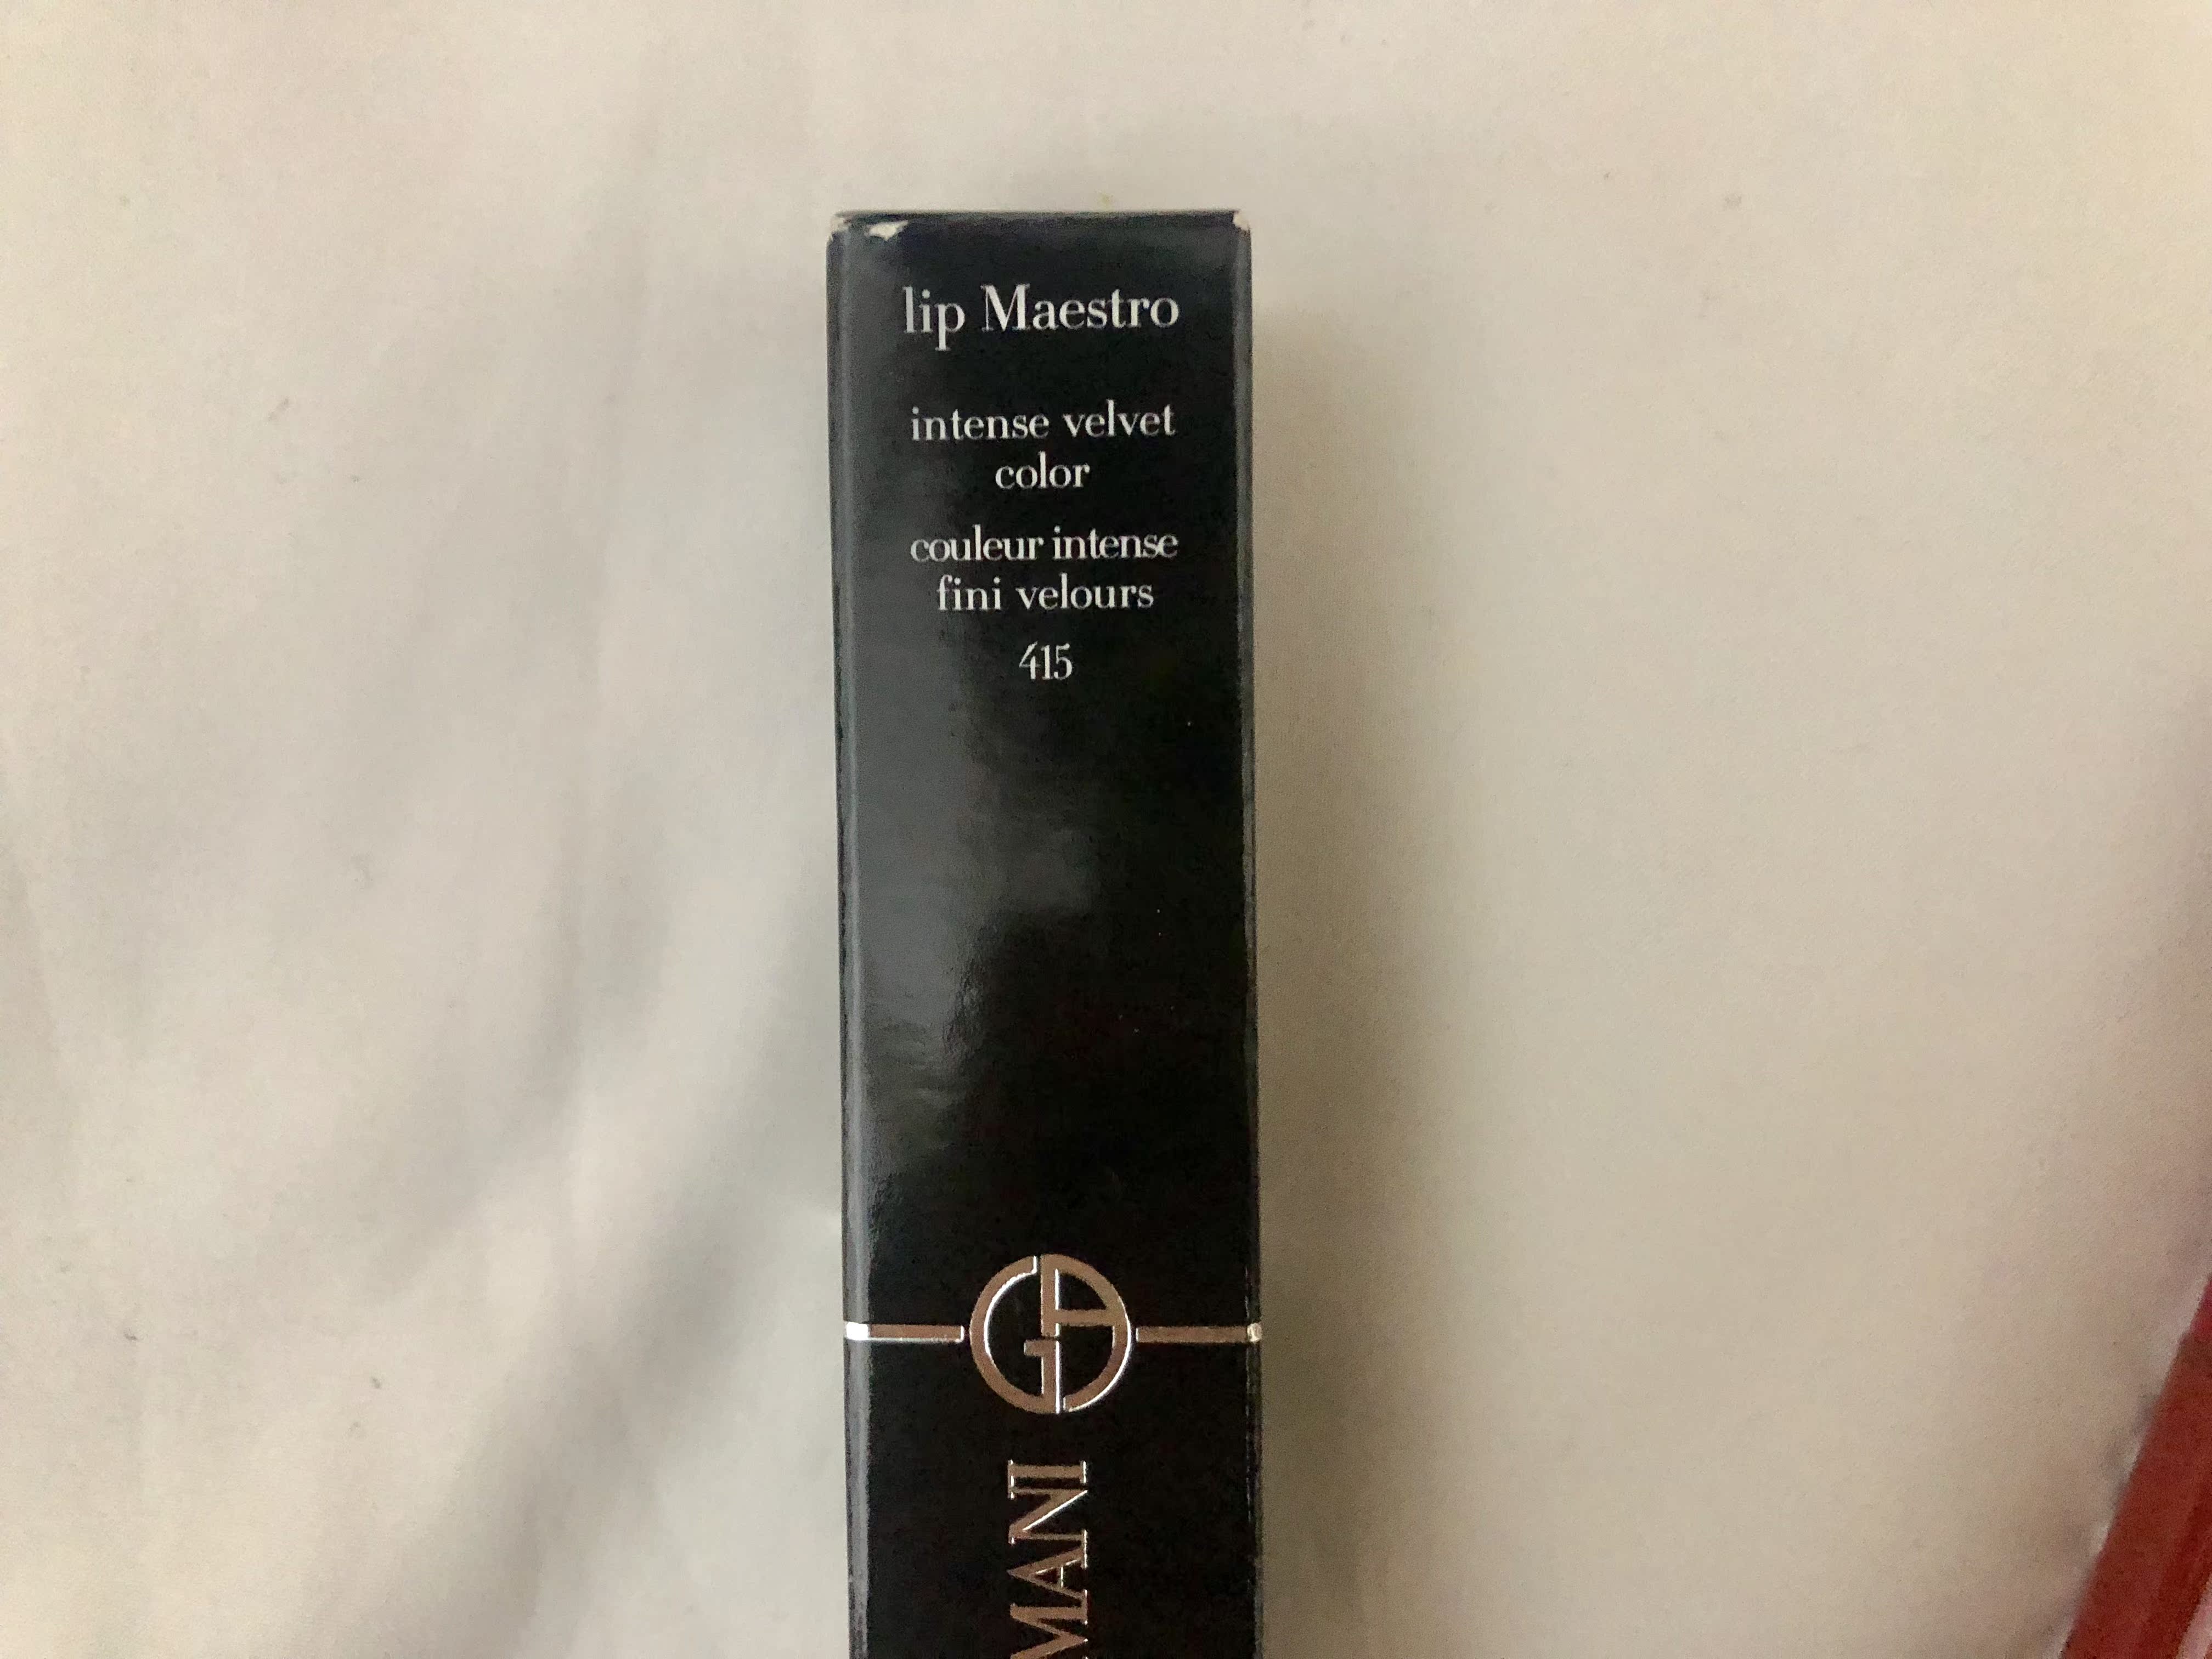 lip Maestro
intense velvet
color
couleur intense
fini velours
415
MANI